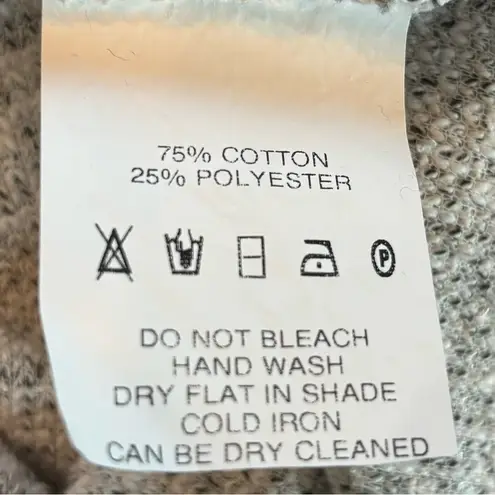 75% COTTON
25% POLYESTER
P
DO NOT BLEACH
HAND WASH
DRY FLAT IN SHADE
COLD IRON
CAN BE DRY CLEANED